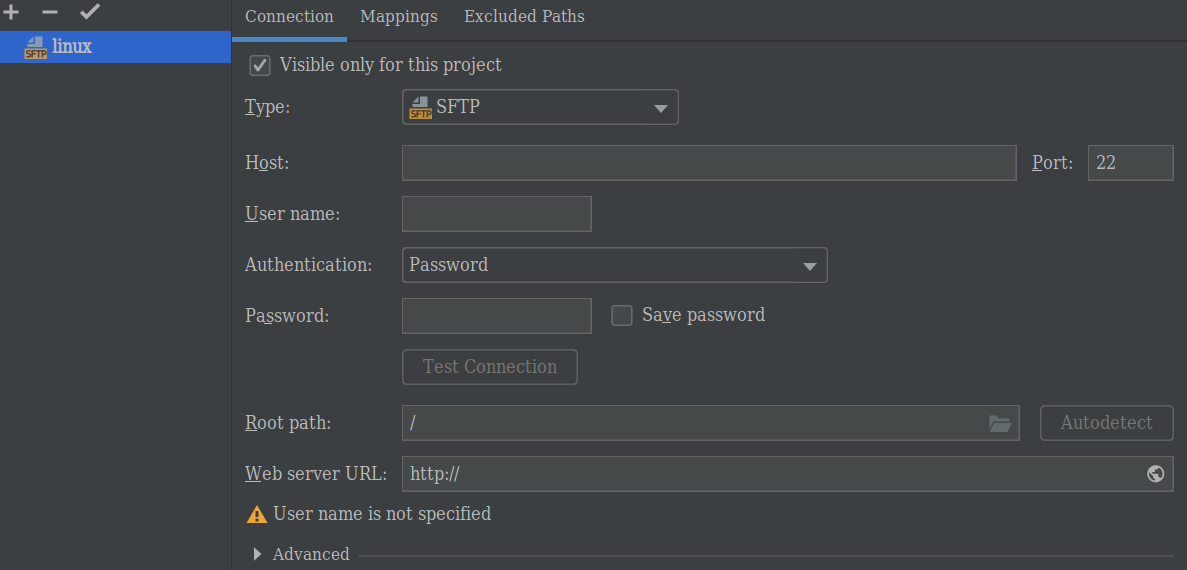 Connection Mappings Excluded Paths
SFTP linux
Visible only for this project
Type: SFTP SFTP
Host: Port: 22
User name:
Authentication: Password
Password: Save password
Test Connection
Root path: / Autodetect
Web server URL: http://
User name is not specified
Advanced